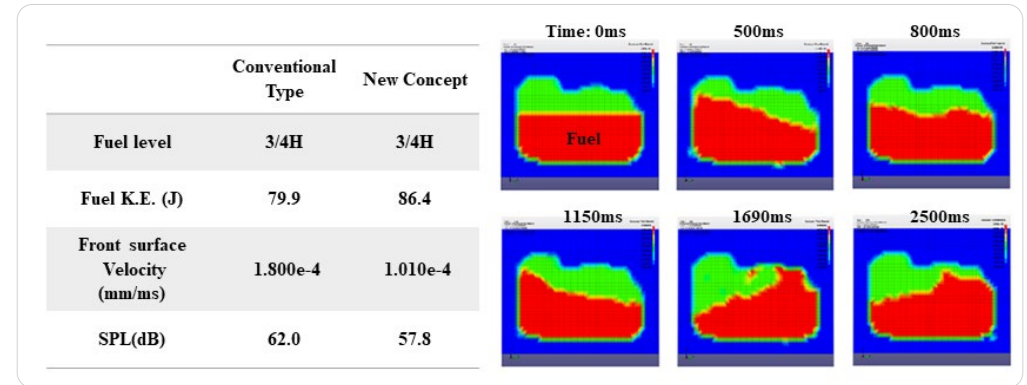 Conventional
Type
New Concept
Fuel level
3/4H
3/4H
Fuel K.E. (J)
79.9
86.4
Front surface
Velocity
(mm/ms)
1.800e-4
1.010e-4
SPL(dB)
62.0
57.8
Time: 0ms
500ms
800ms
Fuel
1150ms
1690ms
2500ms